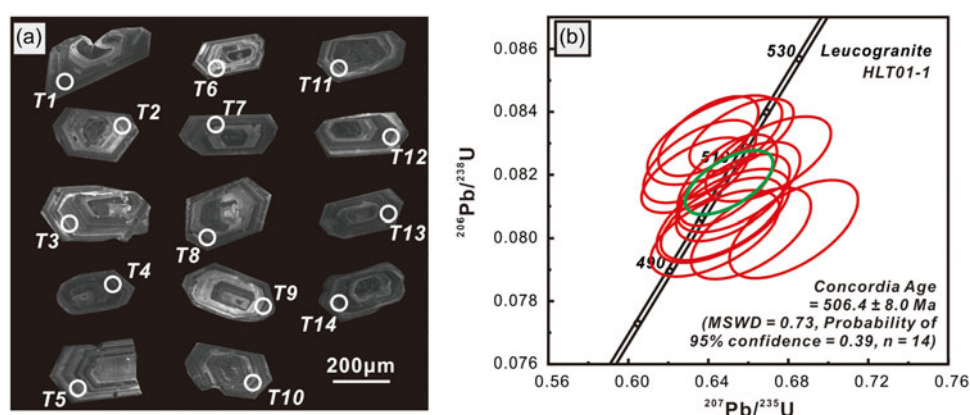 (a)
T1
T6
T11
T2
T7
T12
T3
T8
T13
T4
T9
T14
T5
T10
200μm
(b)
530
Leucogranite
HLT01-1
510
490
Concordia Age
= 506.4 ± 8.0 Ma
(MSWD = 0.73, Probability of
95% confidence = 0.39, n = 14)
0.086
0.084
0.082
0.080
0.078
0.076
²⁰⁶Pb/²³⁸U
0.56
0.60
0.64
0.68
0.72
0.76
²⁰⁷Pb/²³⁵U